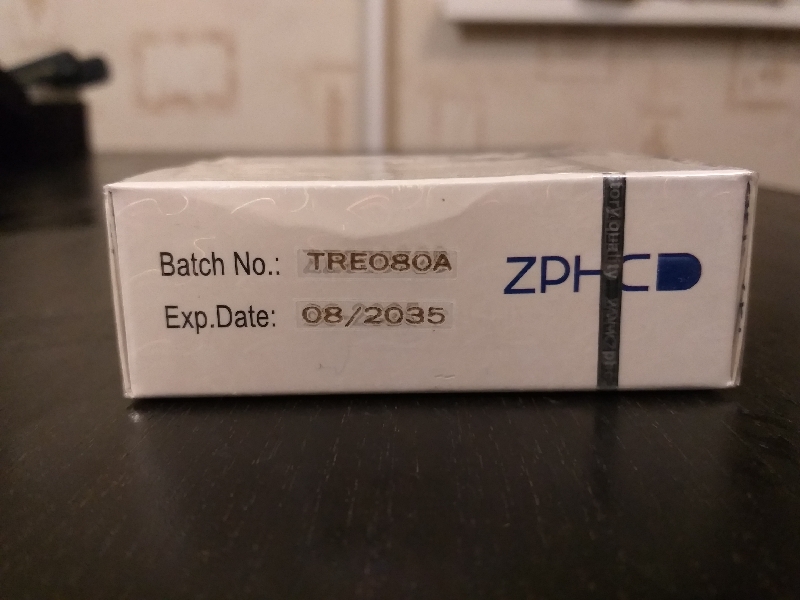 Batch No.: TRE080A
Exp.Date: 08/2035
ZPHC